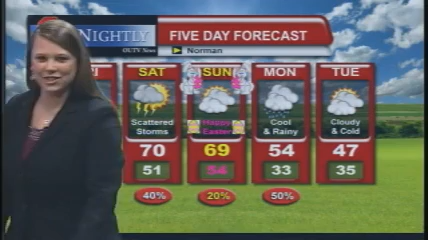 NIGHTLY
OUTV News
FIVE DAY FORECAST
Norman
SAT
SUN
MON
TUE
Scattered
Storms
Happy
Easter
Cool
& Rainy
Cloudy
& Cold
70
69
54
47
51
54
33
35
40%
20%
50%